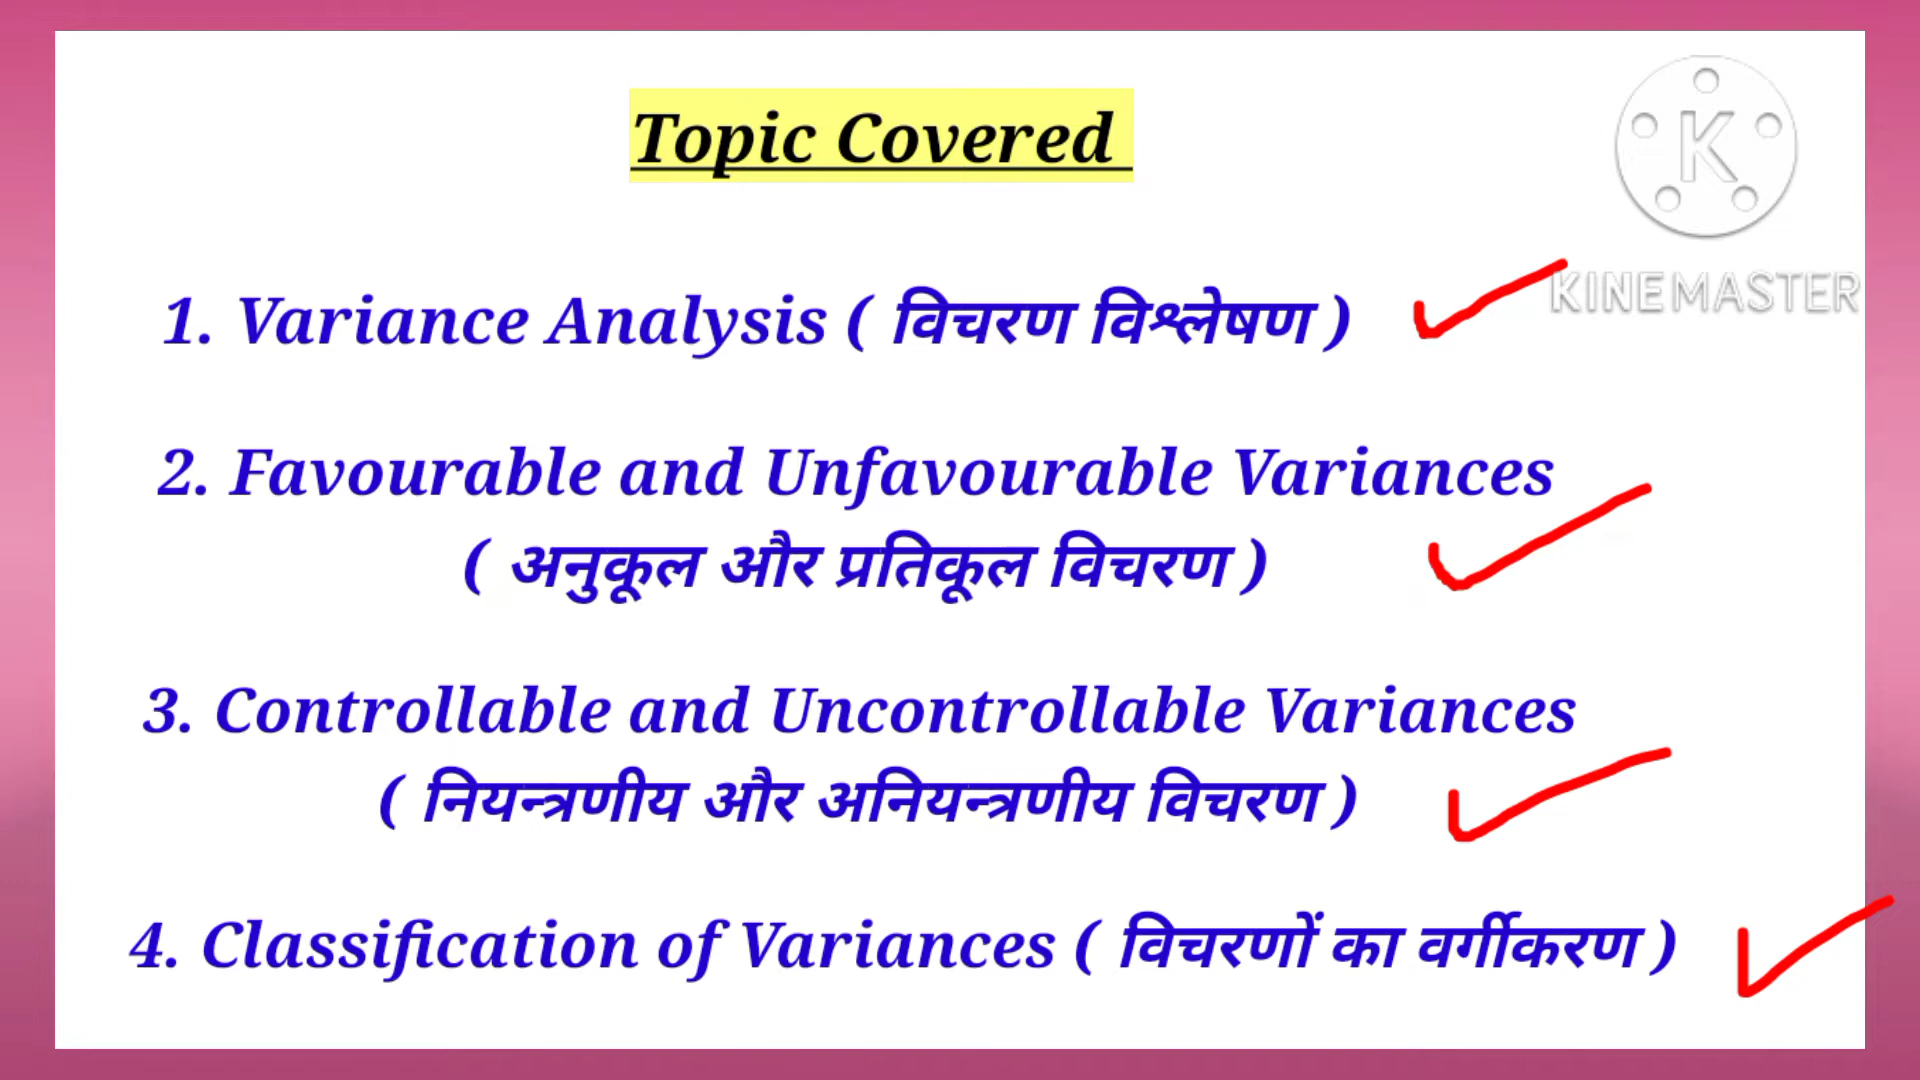 Topic Covered
K
KINEMASTER
1. Variance Analysis ( विचरण विश्लेषण )
2. Favourable and Unfavourable Variances
( अनुकूल और प्रतिकूल विचरण )
3. Controllable and Uncontrollable Variances
( नियन्त्रणीय और अनियन्त्रणीय विचरण )
4. Classification of Variances ( विचरणों का वर्गीकरण )